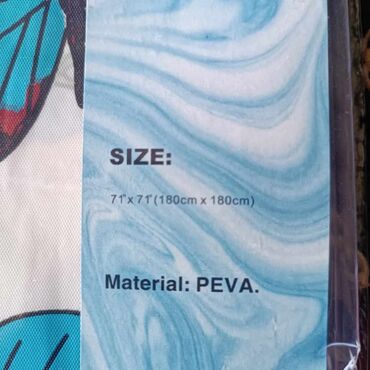 SIZE:
71"x 71"(180cm x 180cm)
Material: PEVA.